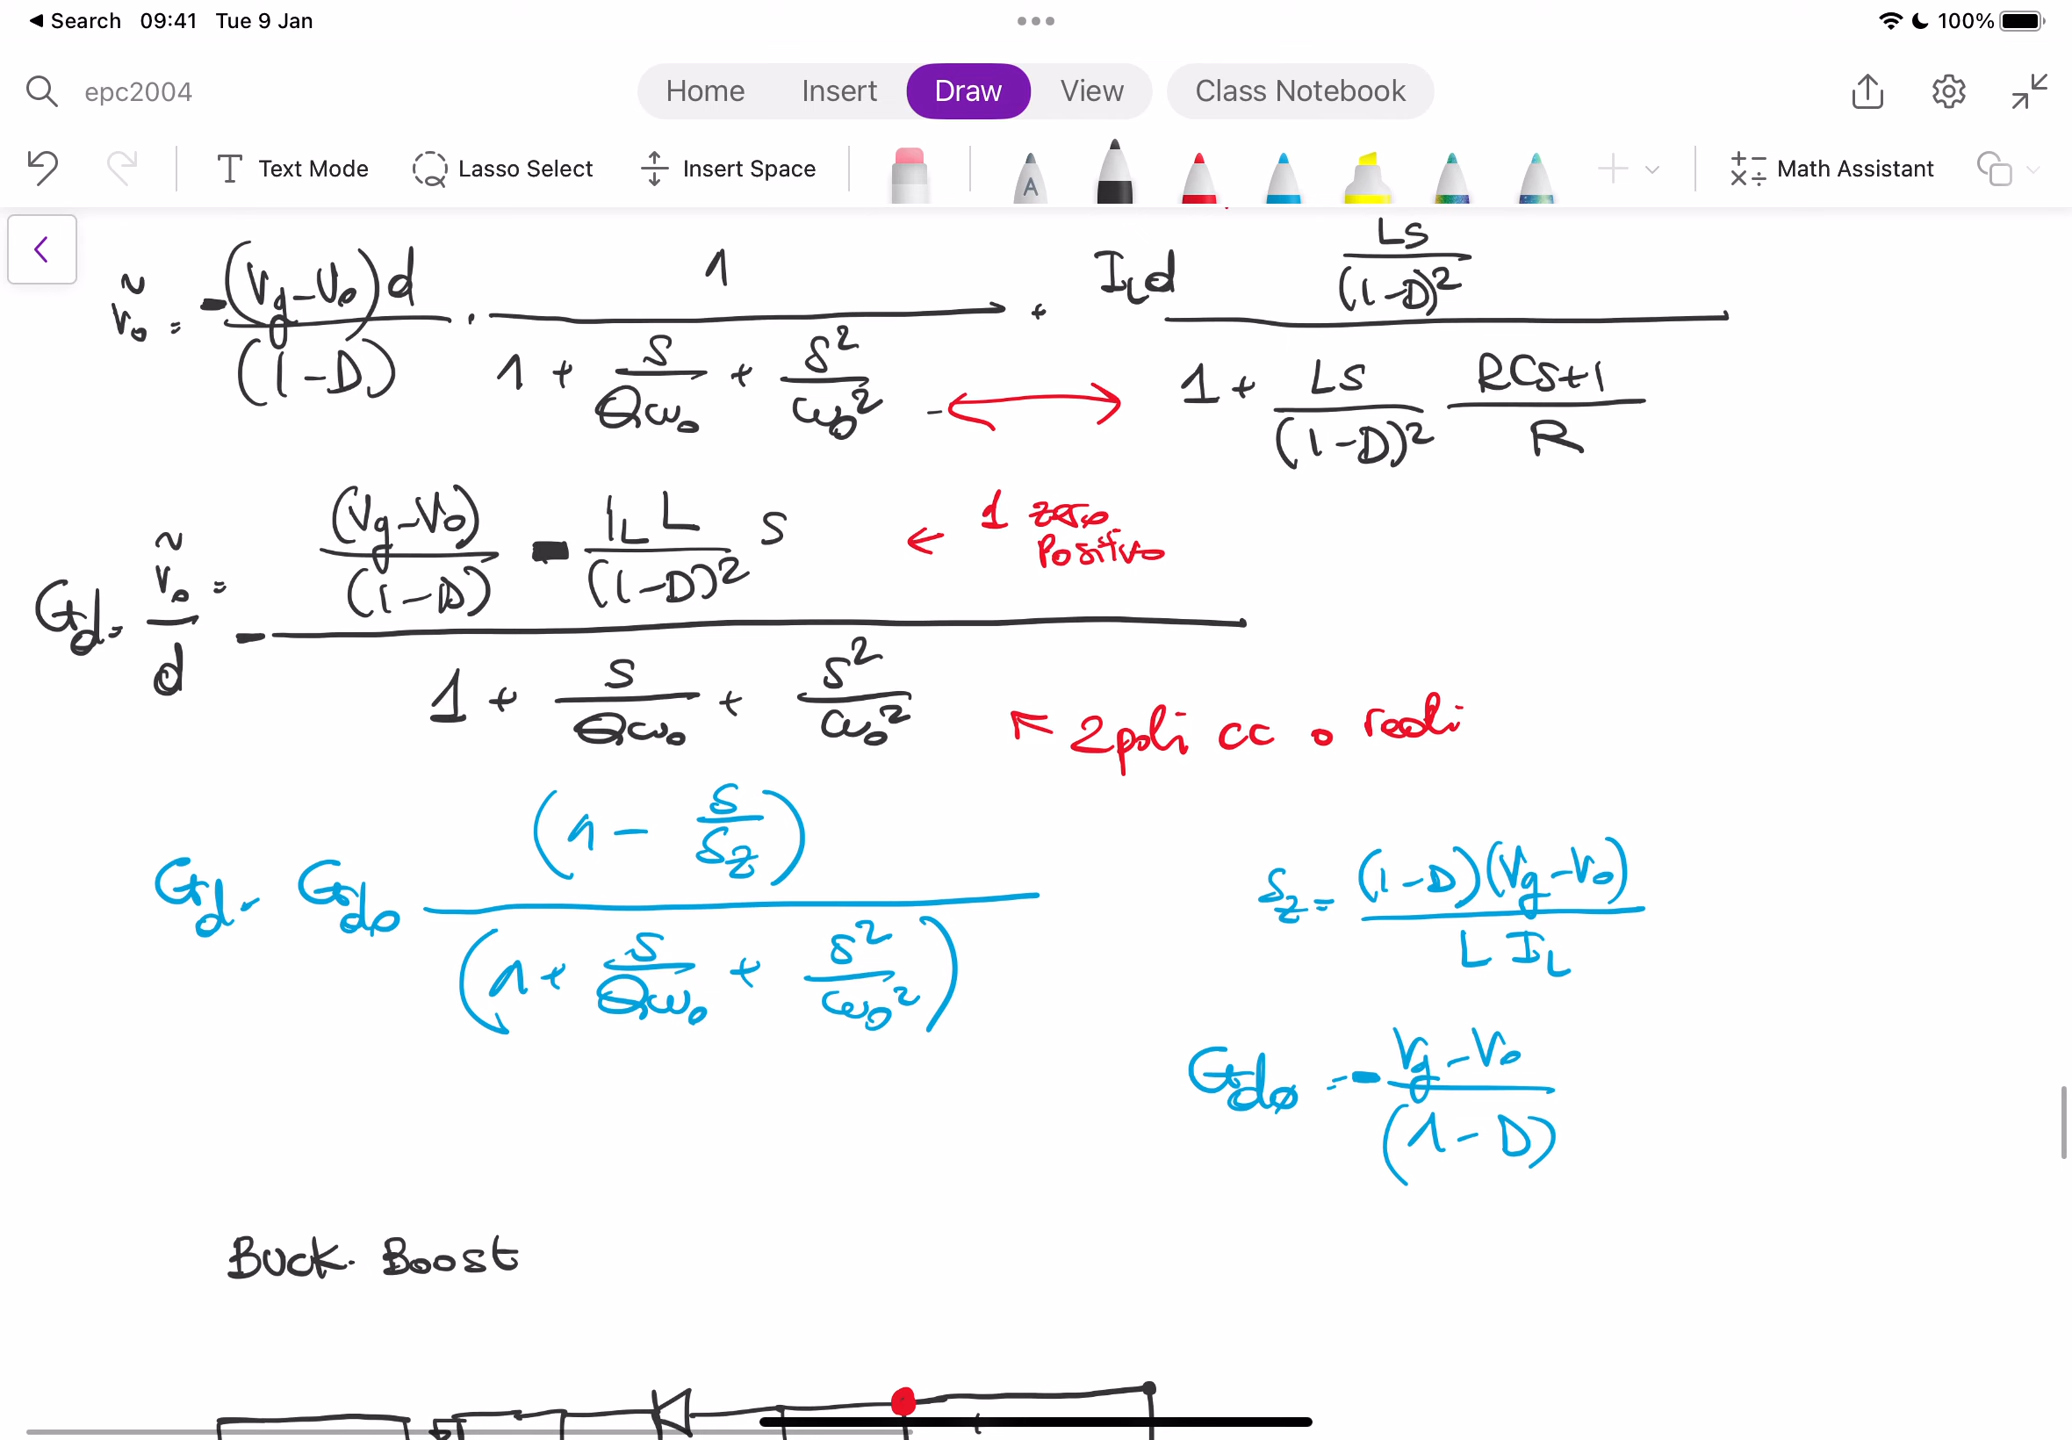 Search 09:41 Tue 9 Jan 100%
epc2004 Home Insert Draw View Class Notebook
Text Mode Lasso Select Insert Space A Math Assistant
ṽo = -(Vg-Vo)d / (1-D) · 1 / (1 + s/(Qω0) + s²/ω0²) + ILd (LS/(1-D)²) / (1 + LS/(1-D)² (RCS+1)/R)
Gd = ṽo/d = - ((Vg-Vo)/(1-D) - ILL/(1-D)² S) / (1 + S/(Qω0) + S²/ω0²)
← 1 zero
Positivo
↖ 2 poli cc o reali
Gd = Gd0 (1 - S/Sz) / (1 + S/(Qω0) + S²/ω0²)
Sz = (1-D)(Vg-Vo) / (L IL)
Gd0 = - (Vg-Vo) / (1-D)
Buck. Boost